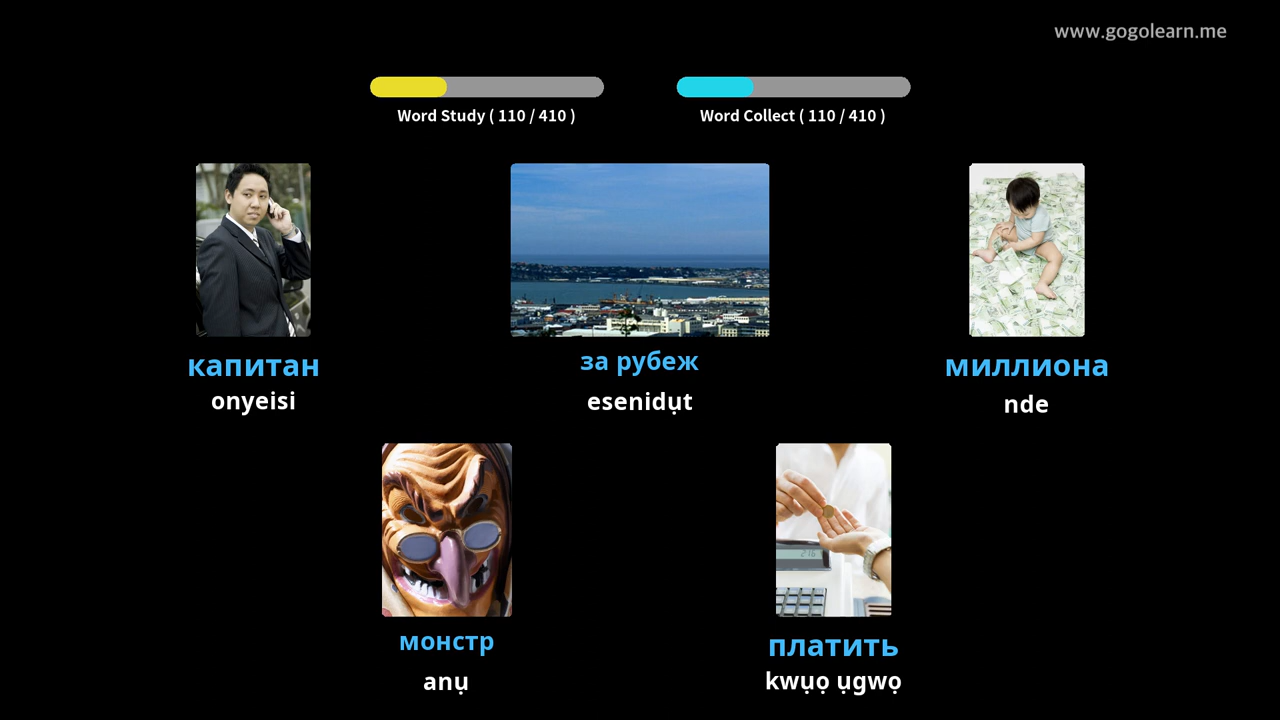 www.gogolearn.me
Word Study ( 110 / 410 )
Word Collect ( 110 / 410 )
капитан
onyeisi
за рубеж
esenidụt
миллиона
nde
монстр
anụ
платить
kwụọ ụgwọ